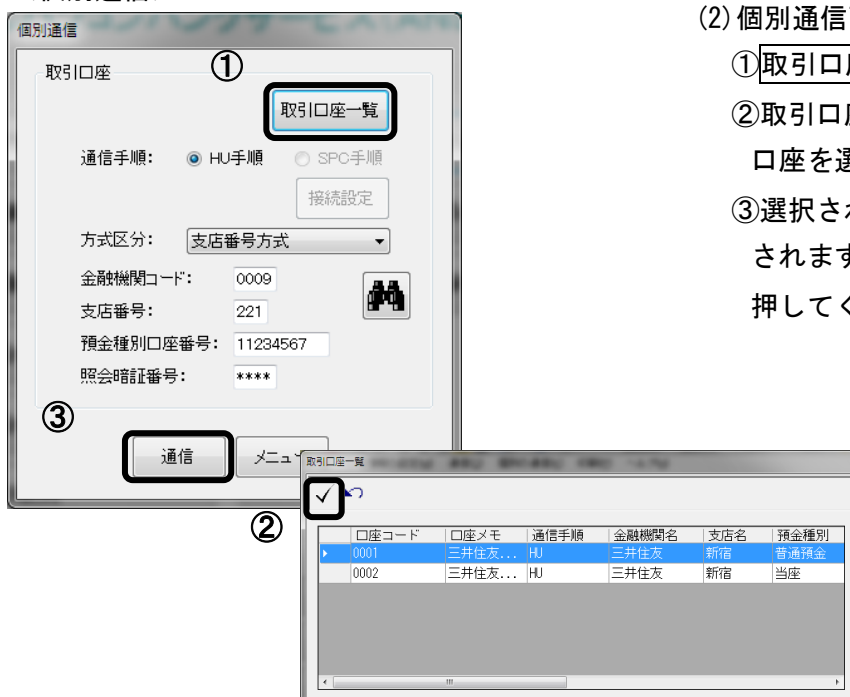 個別通信
取引口座
①
取引口座一覧
通信手順:
HU手順
SPC手順
接続設定
方式区分:
支店番号方式
金融機関コード:
0009
支店番号:
221
預金種別口座番号:
11234567
照会暗証番号:
****
③
通信
メニュー
②
取引口座一覧
口座コード 口座メモ 通信手順 金融機関名 支店名 預金種別
0001 三井住友... HU 三井住友 新宿 普通預金
0002 三井住友... HU 三井住友 新宿 当座
(2)個別通信
①取引口
②取引口
口座を選
③選択さ
されます
押してく